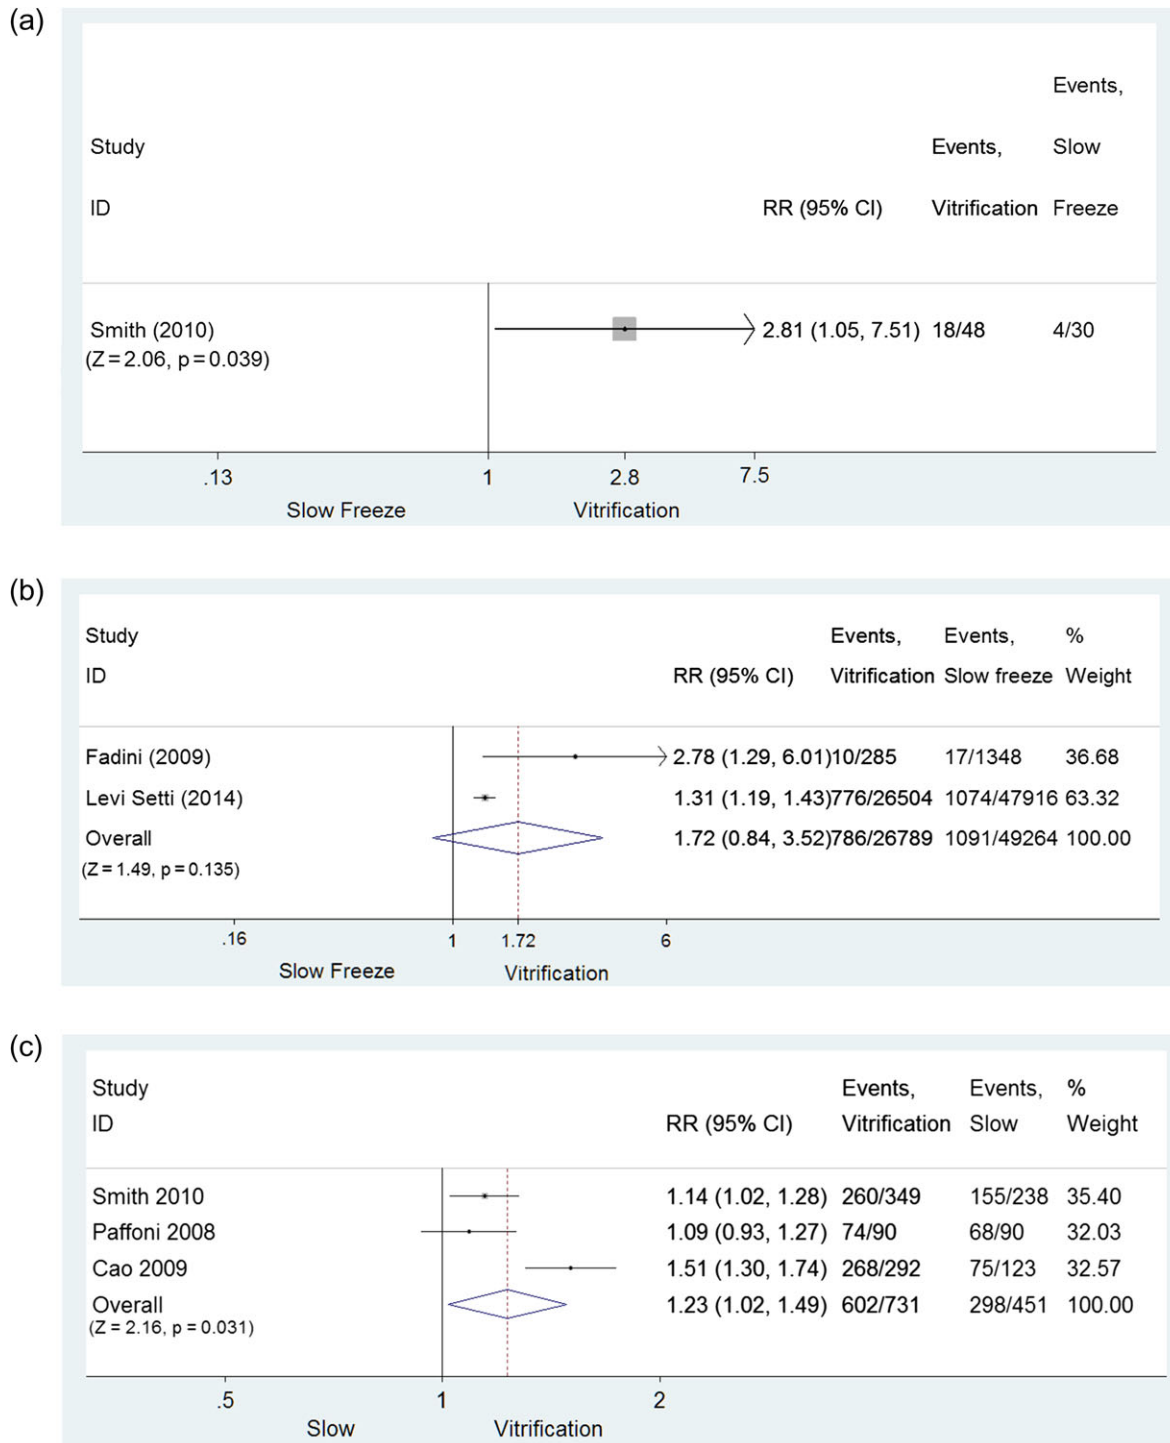 (a)
Events,
Study Events, Slow
ID RR (95% CI) Vitrification Freeze
Smith (2010) 2.81 (1.05, 7.51) 18/48 4/30
(Z = 2.06, p = 0.039)
.13 1 2.8 7.5
Slow Freeze Vitrification
(b)
Study Events, Events, %
ID RR (95% CI) Vitrification Slow freeze Weight
Fadini (2009) 2.78 (1.29, 6.01)10/285 17/1348 36.68
Levi Setti (2014) 1.31 (1.19, 1.43)776/26504 1074/47916 63.32
Overall 1.72 (0.84, 3.52)786/26789 1091/49264 100.00
(Z = 1.49, p = 0.135)
.16 1 1.72 6
Slow Freeze Vitrification
(c)
Study Events, Events, %
ID RR (95% CI) Vitrification Slow Weight
Smith 2010 1.14 (1.02, 1.28) 260/349 155/238 35.40
Paffoni 2008 1.09 (0.93, 1.27) 74/90 68/90 32.03
Cao 2009 1.51 (1.30, 1.74) 268/292 75/123 32.57
Overall 1.23 (1.02, 1.49) 602/731 298/451 100.00
(Z = 2.16, p = 0.031)
.5 1 2
Slow Vitrification